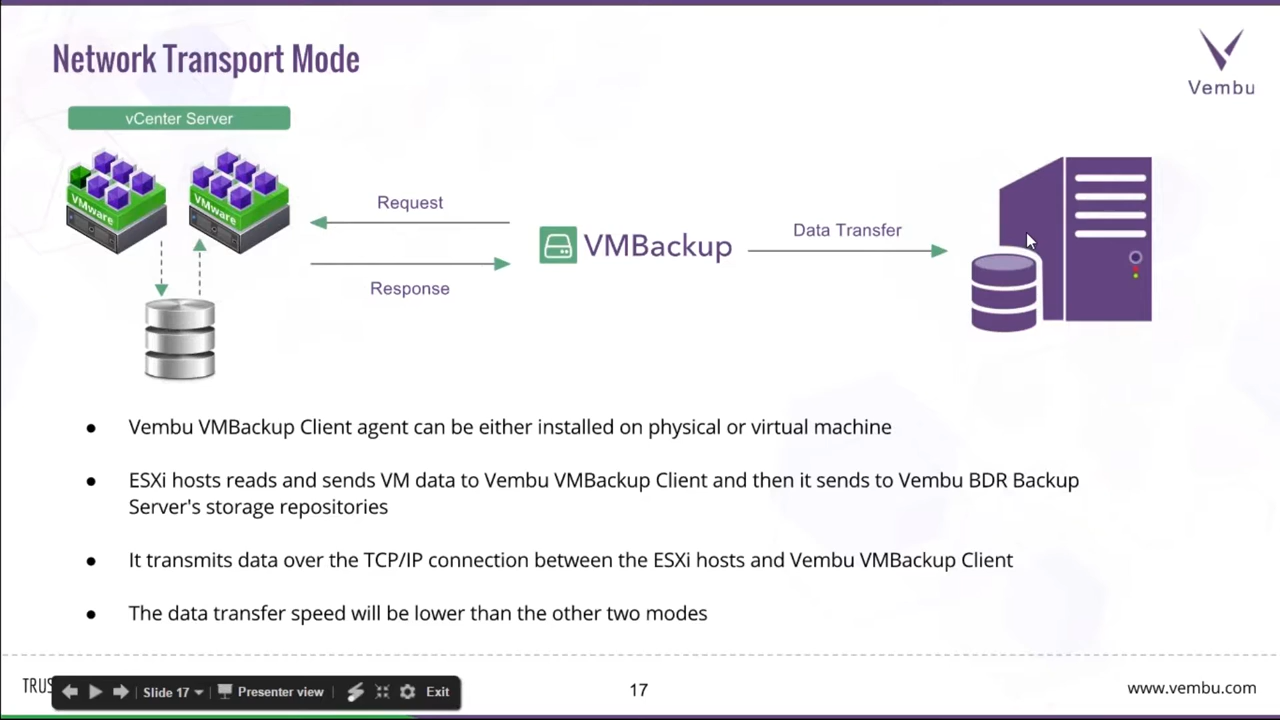 Network Transport Mode
Vembu
vCenter Server
VMware
VMware
Request
Response
VMBackup
Data Transfer
● Vembu VMBackup Client agent can be either installed on physical or virtual machine
● ESXi hosts reads and sends VM data to Vembu VMBackup Client and then it sends to Vembu BDR Backup
Server's storage repositories
● It transmits data over the TCP/IP connection between the ESXi hosts and Vembu VMBackup Client
● The data transfer speed will be lower than the other two modes
Slide 17
Presenter view
Exit
17
www.vembu.com